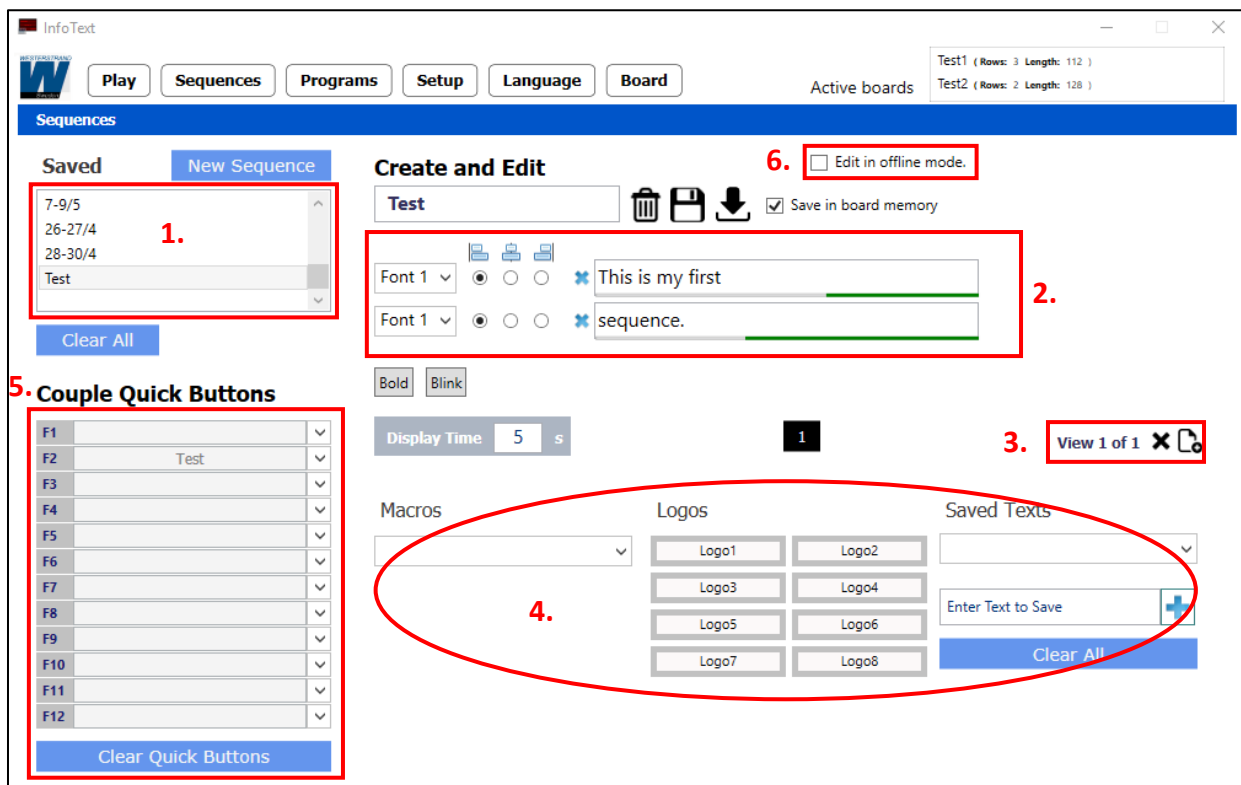 InfoText
WESTERSTRAND
W
Play Sequences Programs Setup Language Board
Active boards
Test1 ( Rows: 3 Length: 112 )
Test2 ( Rows: 2 Length: 128 )
Sequences
Saved
New Sequence
7-9/5
26-27/4
28-30/4
Test
1.
Clear All
Create and Edit
6.
Edit in offline mode.
Test
Save in board memory
Font 1
This is my first
Font 1
sequence.
2.
Bold Blink
Display Time 5 s
1
3.
View 1 of 1
5.
Couple Quick Buttons
F1
F2 Test
F3
F4
F5
F6
F7
F8
F9
F10
F11
F12
Clear Quick Buttons
Macros
4.
Logos
Logo1 Logo2
Logo3 Logo4
Logo5 Logo6
Logo7 Logo8
Saved Texts
Enter Text to Save
Clear All